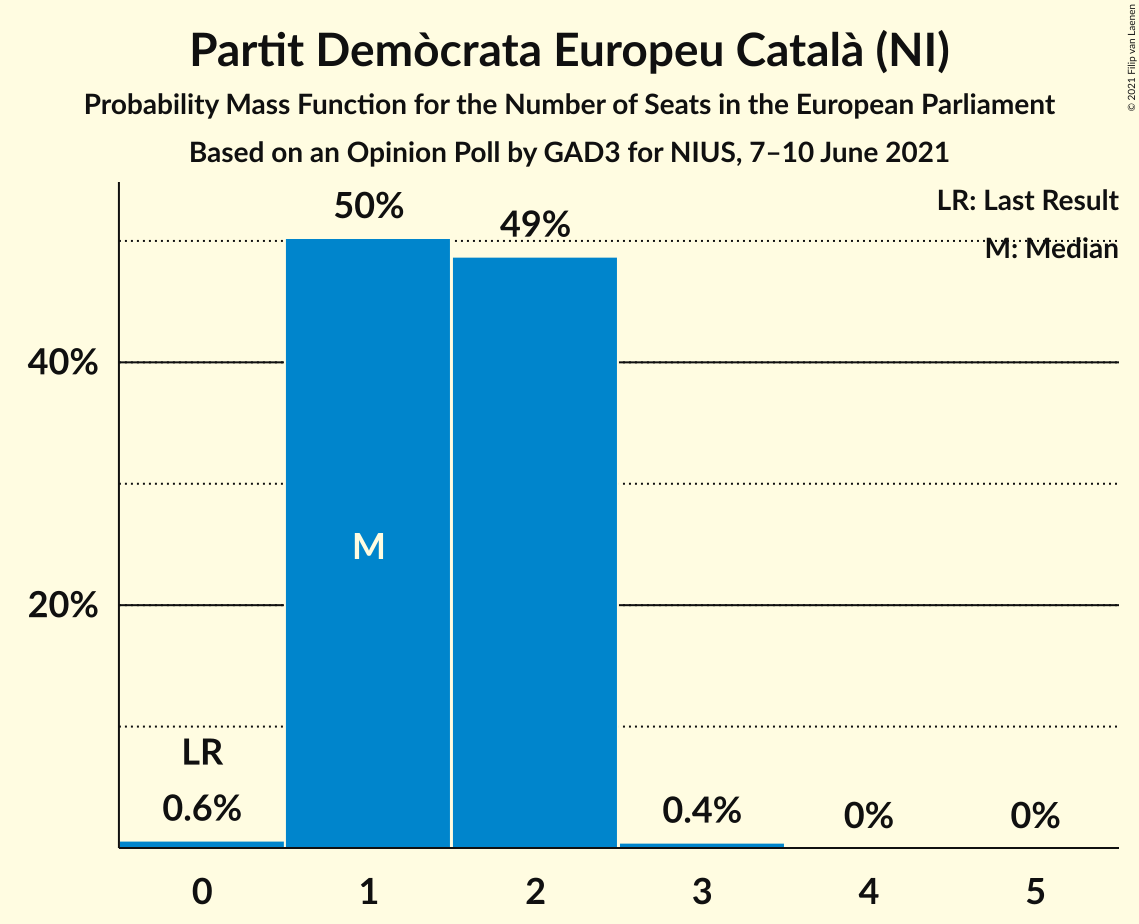 Partit Demòcrata Europeu Català (NI)
Probability Mass Function for the Number of Seats in the European Parliament
Based on an Opinion Poll by GAD3 for NIUS, 7–10 June 2021
© 2021 Filip van Laenen
LR: Last Result
M: Median
50%
49%
40%
M
20%
LR
0.6%
0.4%
0%
0%
0
1
2
3
4
5